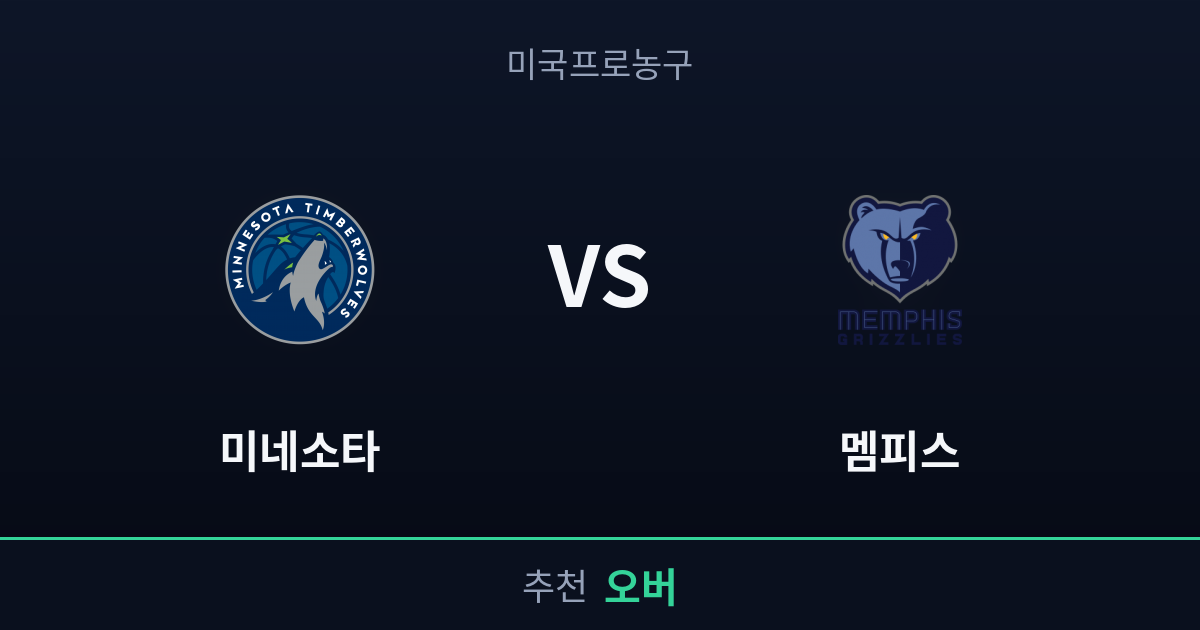 미국프로농구
MINNESOTA TIMBERWOLVES
VS
MEMPHIS
GRIZZLIES
미네소타
멤피스
추천 오버